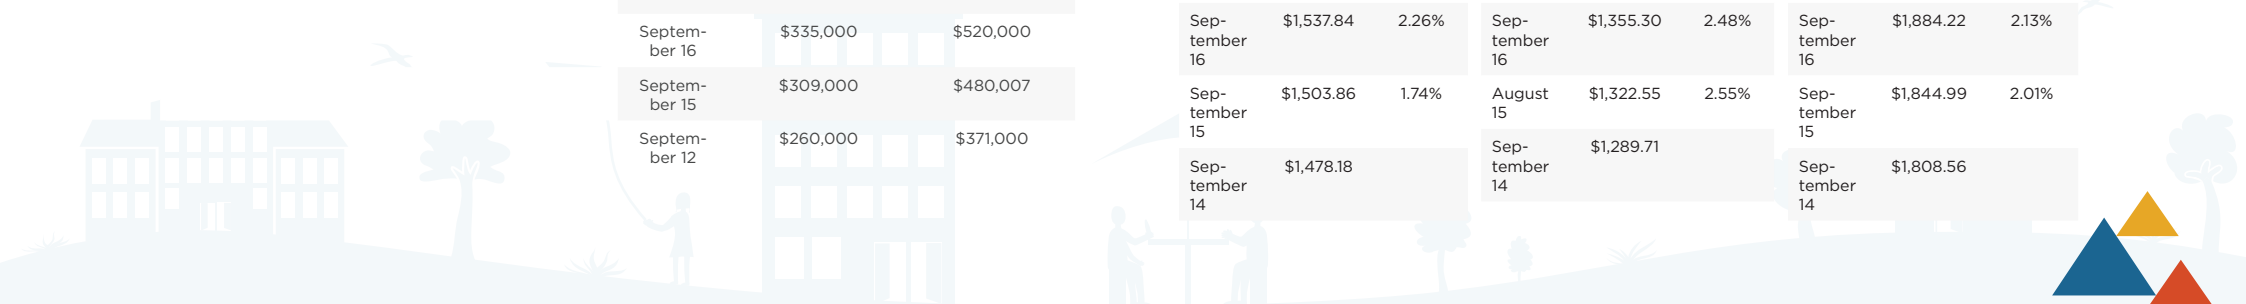 Septem-
ber 16 $335,000 $520,000
Septem-
ber 15 $309,000 $480,007
Septem-
ber 12 $260,000 $371,000
Sep- $1,537.84 2.26%
tember
16
Sep- $1,503.86 1.74%
tember
15
Sep- $1,478.18
tember
14
Sep- $1,355.30 2.48%
tember
16
August $1,322.55 2.55%
15
Sep- $1,289.71
tember
14
Sep- $1,884.22 2.13%
tember
16
Sep- $1,844.99 2.01%
tember
15
Sep- $1,808.56
tember
14